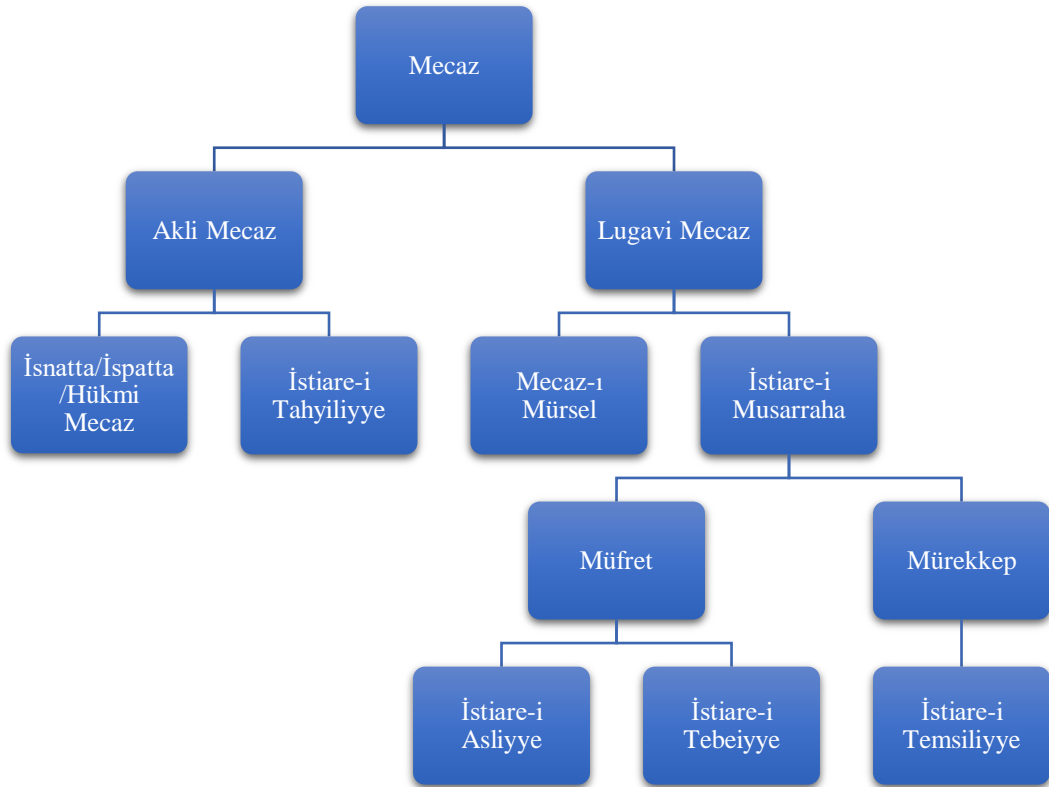 Mecaz
Akli Mecaz
Lugavi Mecaz
İsnatta/İspatta
/Hükmi
Mecaz
İstiare-i
Tahyiliyye
Mecaz-ı
Mürsel
İstiare-i
Musarraha
Müfret
Mürekkep
İstiare-i
Asliyye
İstiare-i
Tebeiyye
İstiare-i
Temsiliyye